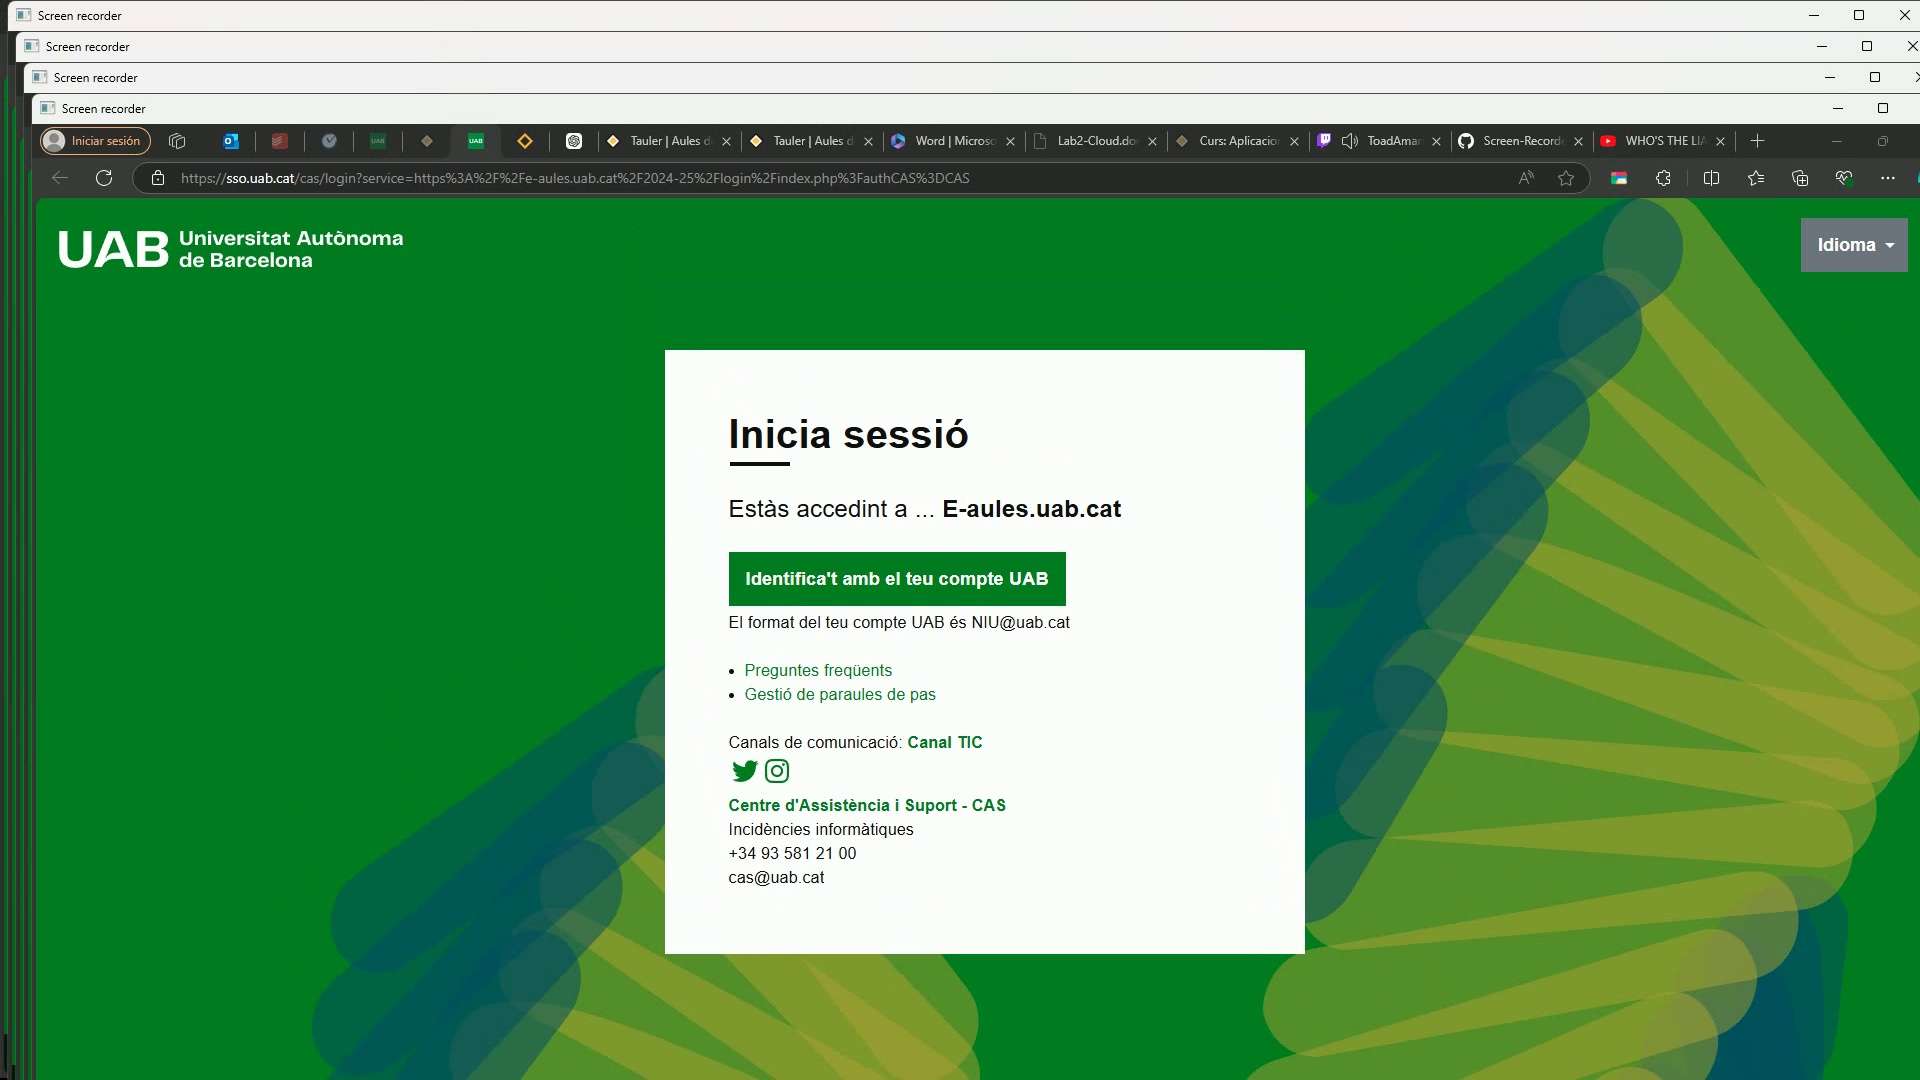 Screen recorder
Screen recorder
Screen recorder
Screen recorder
Iniciar sesión
UAB
UAB
Tauler | Aules d
Tauler | Aules d
Word | Microso
Lab2-Cloud.do
Curs: Aplicacio
ToadAmar
Screen-Record
WHO'S THE LIA
https://sso.uab.cat/cas/login?service=https%3A%2F%2Fe-aules.uab.cat%2F2024-25%2Flogin%2Findex.php%3FauthCAS%3DCAS
UAB Universitat Autònoma
de Barcelona
Idioma
Inicia sessió
Estàs accedint a ... E-aules.uab.cat
Identifica't amb el teu compte UAB
El format del teu compte UAB és NIU@uab.cat
Preguntes freqüents
Gestió de paraules de pas
Canals de comunicació: Canal TIC
Centre d'Assistència i Suport - CAS
Incidències informàtiques
+34 93 581 21 00
cas@uab.cat